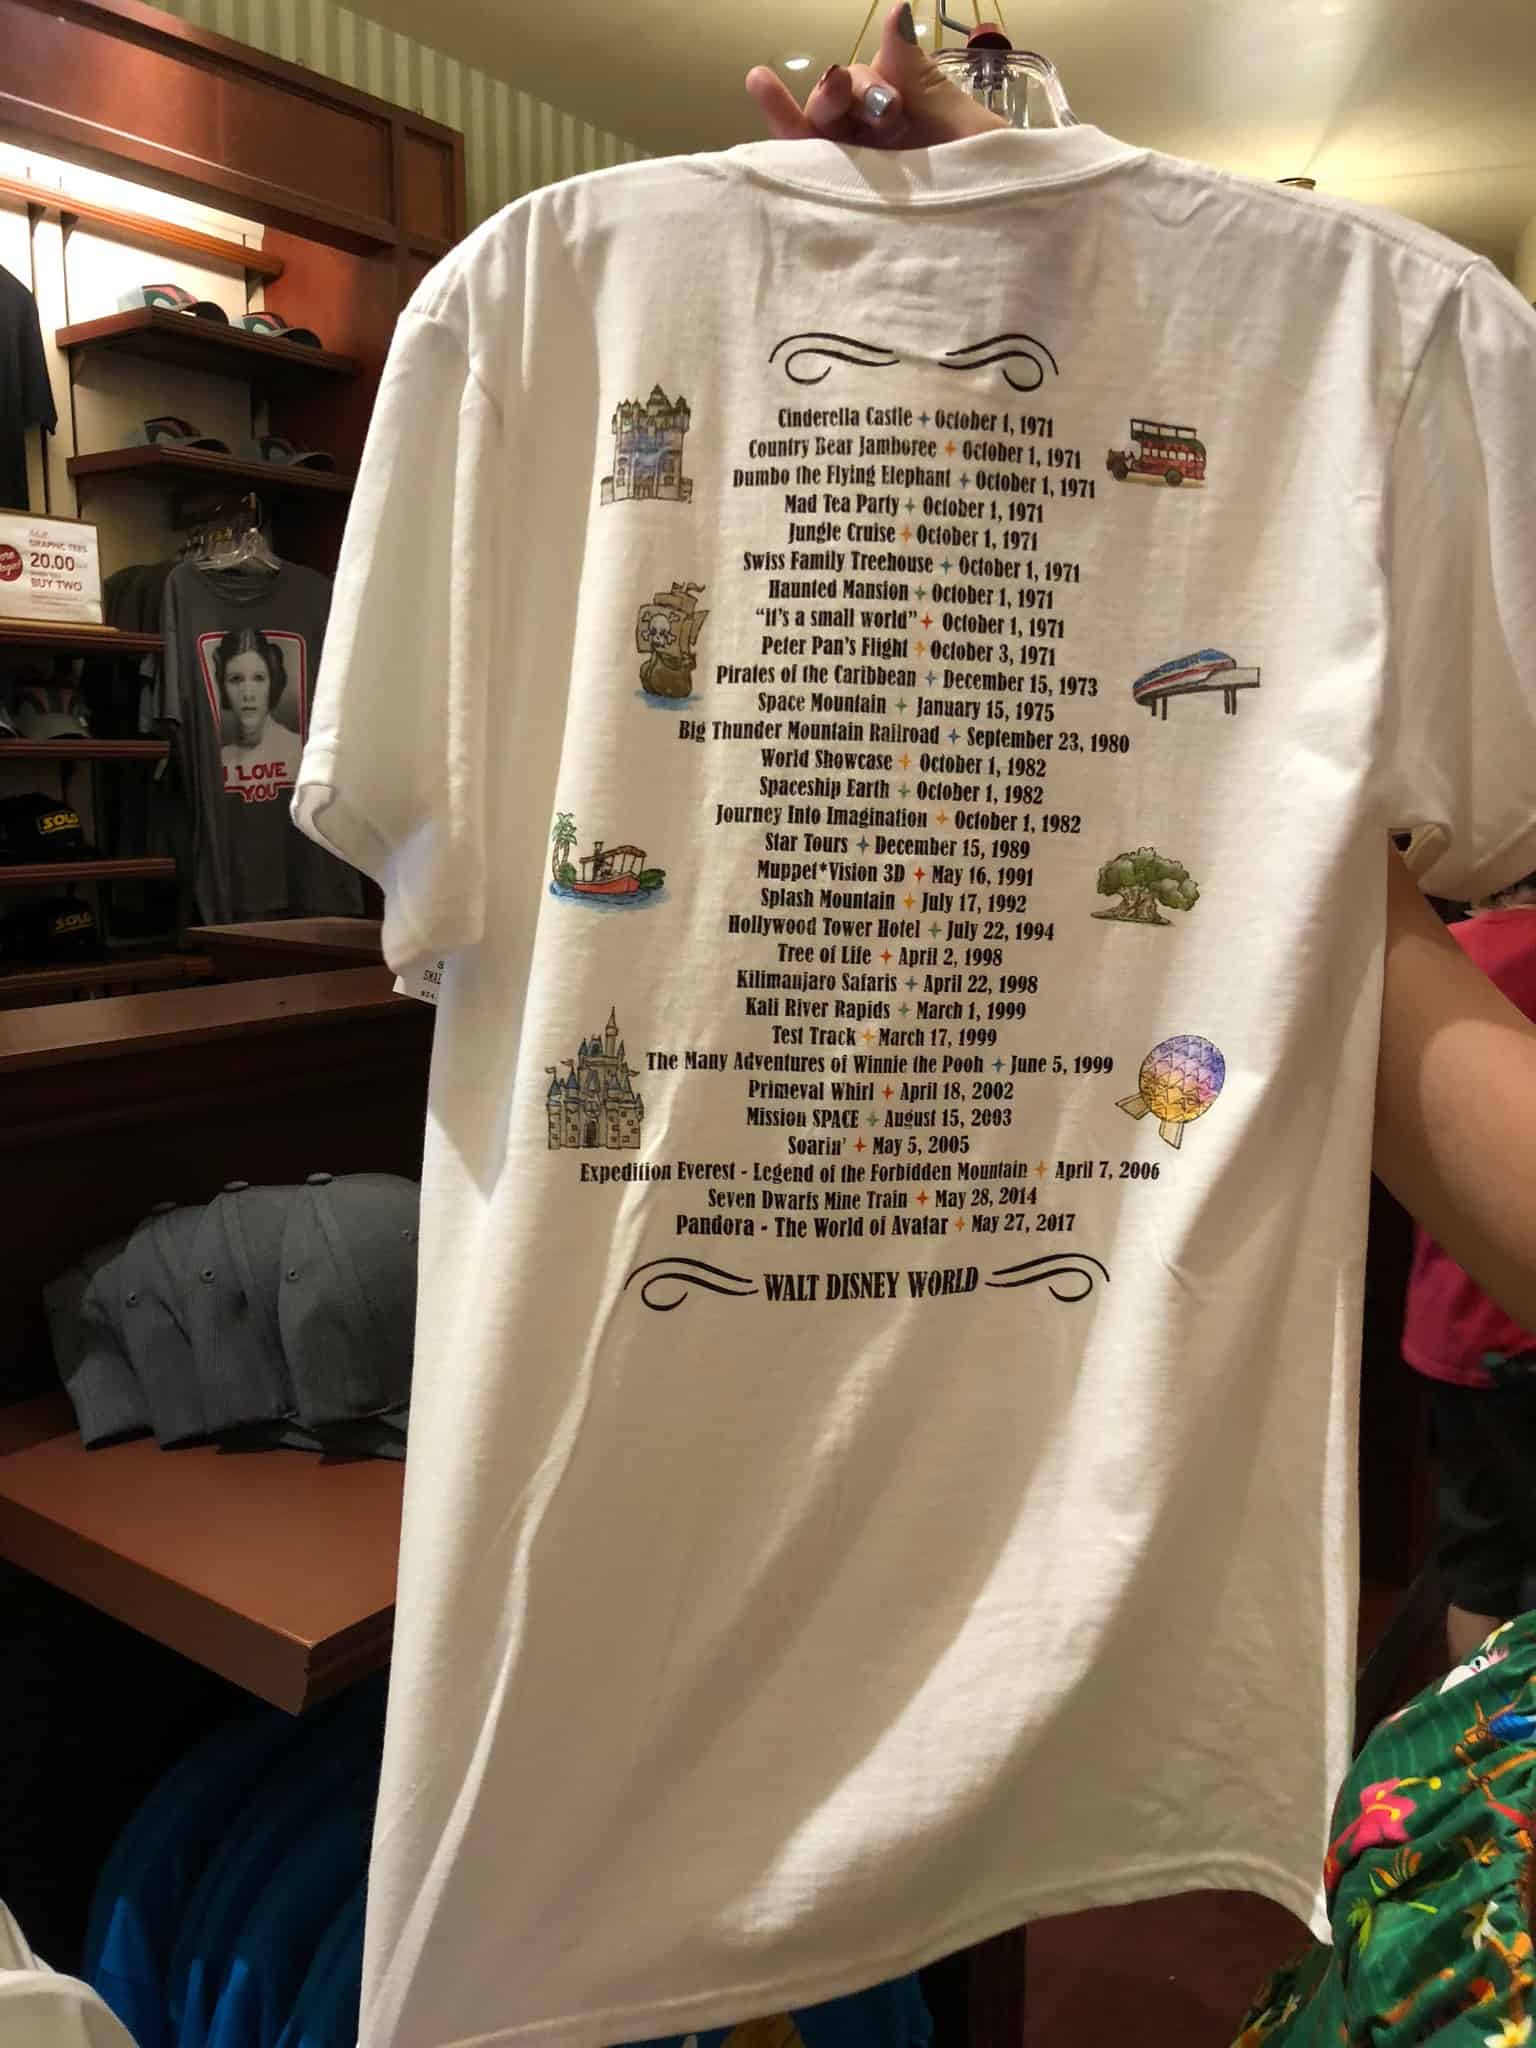 Cinderella Castle ✦ October 1, 1971
Country Bear Jamboree ✦ October 1, 1971
Dumbo the Flying Elephant ✦ October 1, 1971
Mad Tea Party ✦ October 1, 1971
Jungle Cruise ✦ October 1, 1971
Swiss Family Treehouse ✦ October 1, 1971
Haunted Mansion ✦ October 1, 1971
"it's a small world" ✦ October 1, 1971
Peter Pan's Flight ✦ October 3, 1971
Pirates of the Caribbean ✦ December 15, 1973
Space Mountain ✦ January 15, 1975
Big Thunder Mountain Railroad ✦ September 23, 1980
World Showcase ✦ October 1, 1982
Spaceship Earth ✦ October 1, 1982
Journey Into Imagination ✦ October 1, 1982
Star Tours ✦ December 15, 1989
Muppet*Vision 3D ✦ May 16, 1991
Splash Mountain ✦ July 17, 1992
Hollywood Tower Hotel ✦ July 22, 1994
Tree of Life ✦ April 2, 1998
Kilimanjaro Safaris ✦ April 22, 1998
Kali River Rapids ✦ March 1, 1999
Test Track ✦ March 17, 1999
The Many Adventures of Winnie the Pooh ✦ June 5, 1999
Primeval Whirl ✦ April 18, 2002
Mission SPACE ✦ August 15, 2003
Soarin' ✦ May 5, 2005
Expedition Everest - Legend of the Forbidden Mountain ✦ April 7, 2006
Seven Dwarfs Mine Train ✦ May 28, 2014
Pandora - The World of Avatar ✦ May 27, 2017
WALT DISNEY WORLD
GRAPHIC TEES
20.00
BUY TWO
I LOVE
YOU
SOLO
SOLO
SMAL